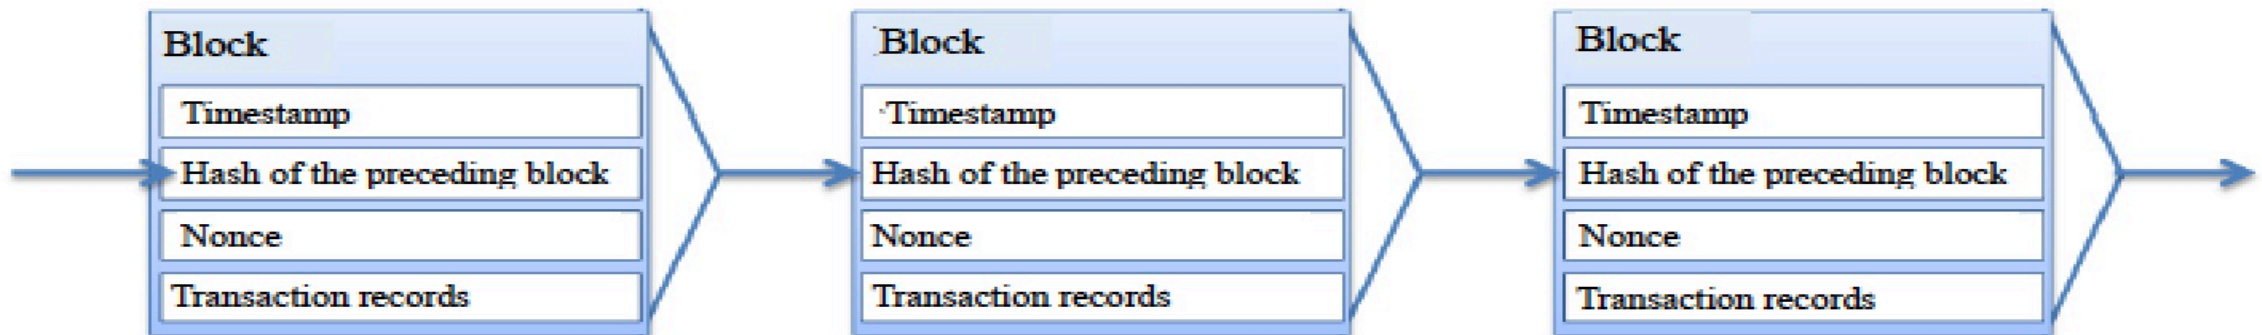 Block
Timestamp
Hash of the preceding block
Nonce
Transaction records
Block
Timestamp
Hash of the preceding block
Nonce
Transaction records
Block
Timestamp
Hash of the preceding block
Nonce
Transaction records